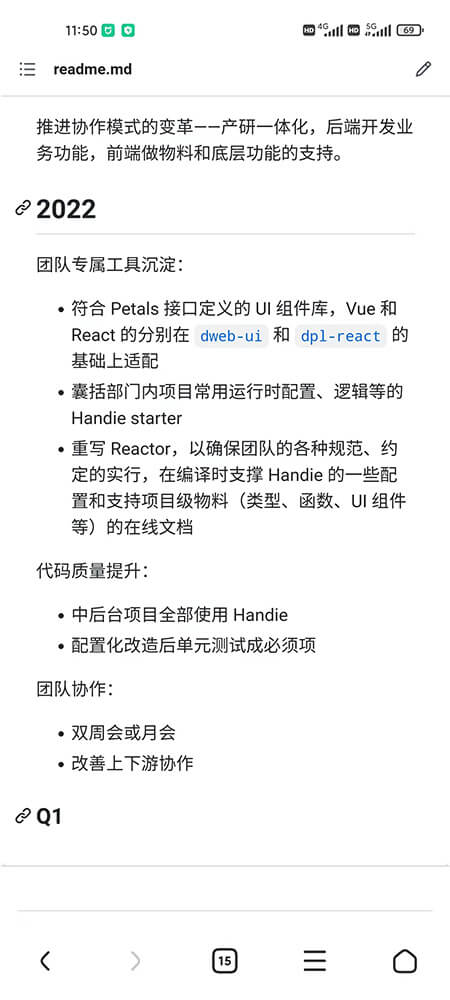 11:50
HD 4G HD 5G 69
readme.md
推进协作模式的变革——产研一体化，后端开发业
务功能，前端做物料和底层功能的支持。
2022
团队专属工具沉淀：
• 符合 Petals 接口定义的 UI 组件库，Vue 和
React 的分别在 dweb-ui 和 dpl-react 的
基础上适配
• 囊括部门内项目常用运行时配置、逻辑等的
Handie starter
• 重写 Reactor，以确保团队的各种规范、约
定的实行，在编译时支撑 Handie 的一些配
置和支持项目级物料（类型、函数、UI 组件
等）的在线文档
代码质量提升：
• 中后台项目全部使用 Handie
• 配置化改造后单元测试成必须项
团队协作：
• 双周会或月会
• 改善上下游协作
Q1
15